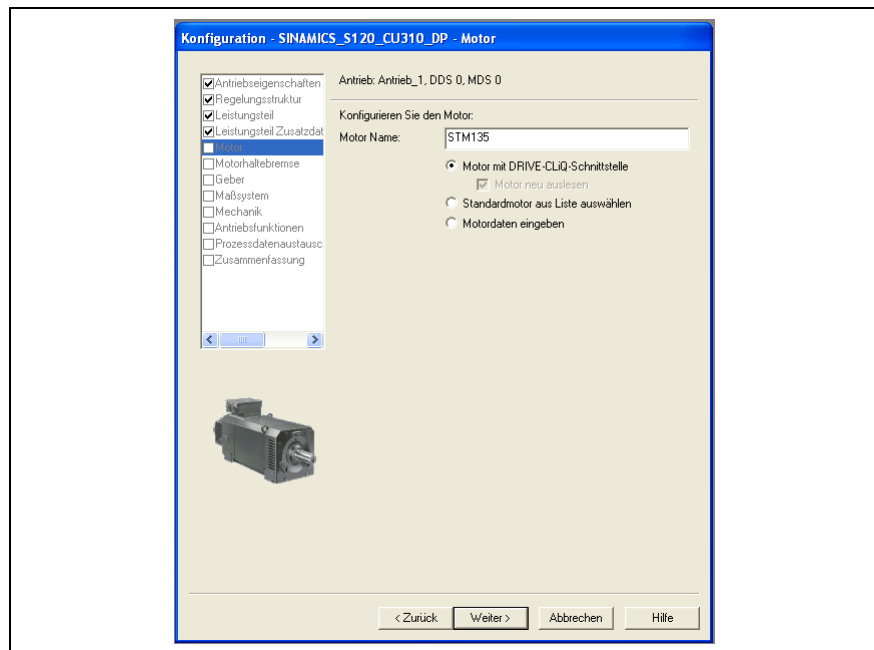 Konfiguration - SINAMICS_S120_CU310_DP - Motor
Antriebseigenschaften
Regelungsstruktur
Leistungsteil
Leistungsteil Zusatzdat
Motor
Motorhaltebremse
Geber
Maßsystem
Mechanik
Antriebsfunktionen
Prozessdatenaustausc
Zusammenfassung
Antrieb: Antrieb_1, DDS 0, MDS 0
Konfigurieren Sie den Motor:
Motor Name: STM135
Motor mit DRIVE-CLiQ-Schnittstelle
Motor neu auslesen
Standardmotor aus Liste auswählen
Motordaten eingeben
< Zurück Weiter > Abbrechen Hilfe